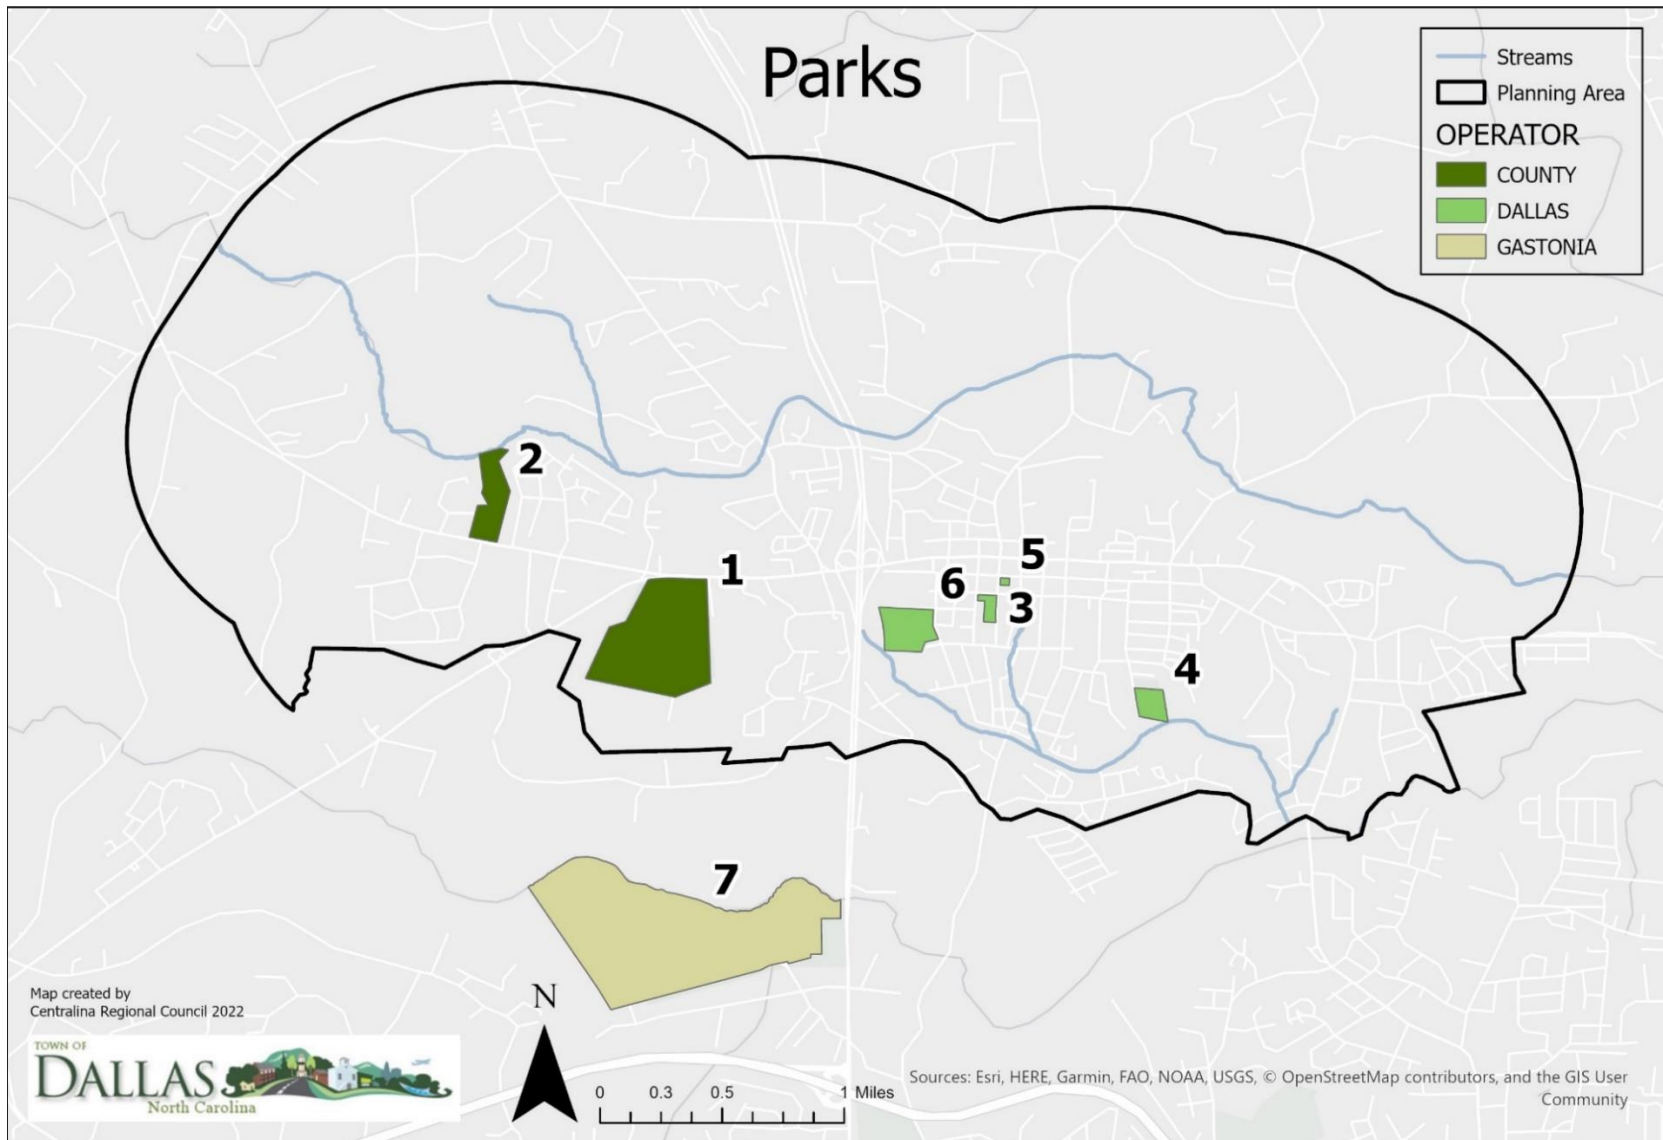 Parks
Streams
Planning Area
OPERATOR
COUNTY
DALLAS
GASTONIA
2
1
5
6
3
4
7
Map created by
Centralina Regional Council 2022
TOWN OF
DALLAS
North Carolina
N
0 0.3 0.5 1 Miles
Sources: Esri, HERE, Garmin, FAO, NOAA, USGS, © OpenStreetMap contributors, and the GIS User
Community